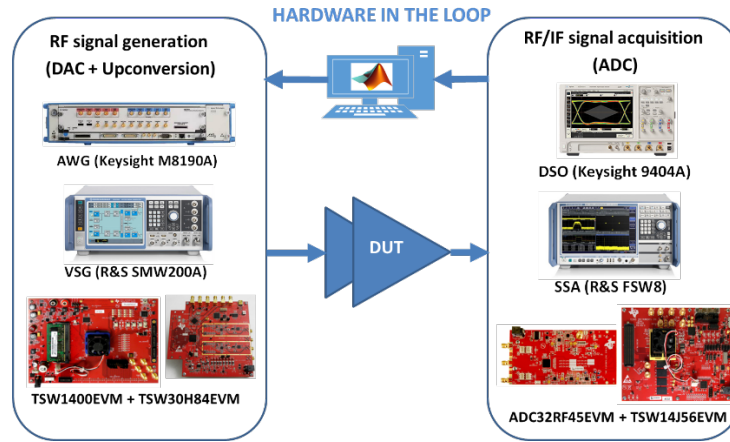 HARDWARE IN THE LOOP
RF signal generation
(DAC + Upconversion)
AWG (Keysight M8190A)
VSG (R&S SMW200A)
TSW1400EVM + TSW30H84EVM
DUT
RF/IF signal acquisition
(ADC)
DSO (Keysight 9404A)
SSA (R&S FSW8)
ADC32RF45EVM + TSW14J56EVM